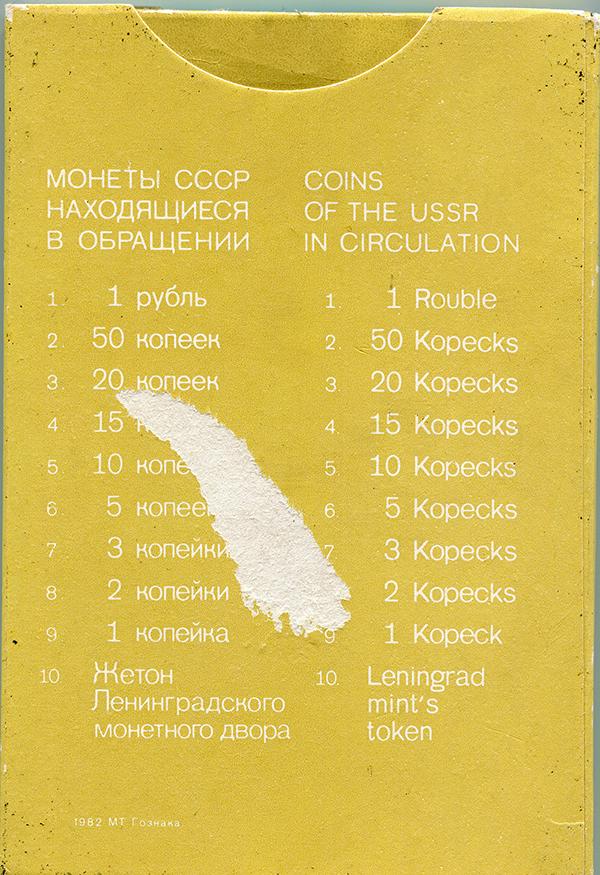 МОНЕТЫ СССР
НАХОДЯЩИЕСЯ
В ОБРАЩЕНИИ
1. 1 рубль
2. 50 копеек
3. 20 копеек
4. 15
5. 10
6. 5
7. 3 копейки
8. 2 копейки
9. 1 копейка
10. Жетон
Ленинградского
монетного двора
COINS
OF THE USSR
IN CIRCULATION
1. 1 Rouble
2. 50 Kopecks
3. 20 Kopecks
4. 15 Kopecks
5. 10 Kopecks
6. 5 Kopecks
7. 3 Kopecks
8. 2 Kopecks
9. 1 Kopeck
10. Leningrad
mint's
token
1982 МТ Гознака